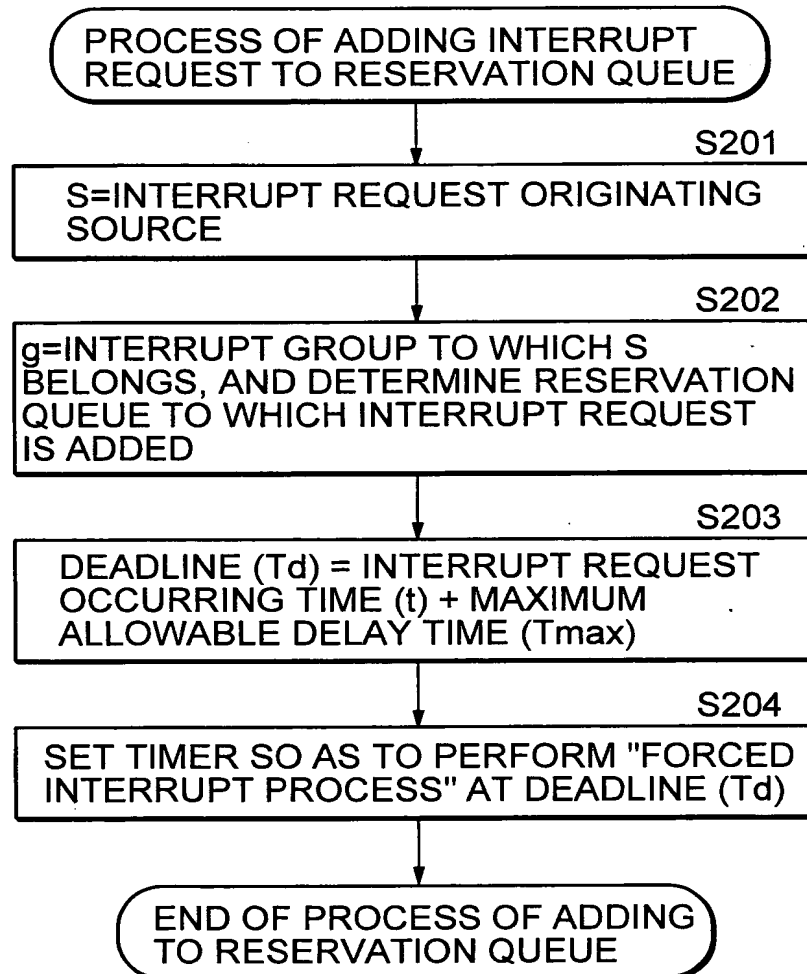 PROCESS OF ADDING INTERRUPT
REQUEST TO RESERVATION QUEUE
S201
S=INTERRUPT REQUEST ORIGINATING
SOURCE
S202
g=INTERRUPT GROUP TO WHICH S
BELONGS, AND DETERMINE RESERVATION
QUEUE TO WHICH INTERRUPT REQUEST
IS ADDED
S203
DEADLINE (Td) = INTERRUPT REQUEST
OCCURRING TIME (t) + MAXIMUM
ALLOWABLE DELAY TIME (Tmax)
S204
SET TIMER SO AS TO PERFORM "FORCED
INTERRUPT PROCESS" AT DEADLINE (Td)
END OF PROCESS OF ADDING
TO RESERVATION QUEUE